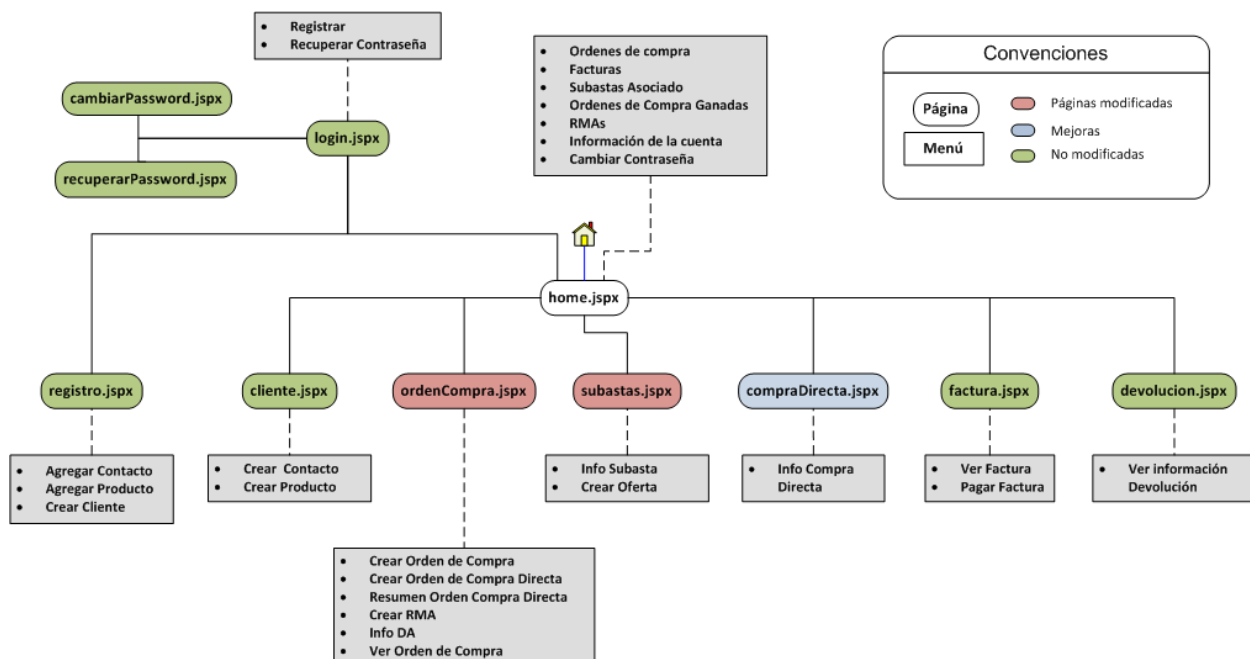 • Registrar
• Recuperar Contraseña
• Ordenes de compra
• Facturas
• Subastas Asociado
• Ordenes de Compra Ganadas
• RMAs
• Información de la cuenta
• Cambiar Contraseña
Convenciones
Página
Menú
Páginas modificadas
Mejoras
No modificadas
cambiarPassword.jspx
login.jspx
recuperarPassword.jspx
home.jspx
registro.jspx
cliente.jspx
ordenCompra.jspx
subastas.jspx
compraDirecta.jspx
factura.jspx
devolucion.jspx
• Agregar Contacto
• Agregar Producto
• Crear Cliente
• Crear Contacto
• Crear Producto
• Info Subasta
• Crear Oferta
• Info Compra
Directa
• Ver Factura
• Pagar Factura
• Ver información
Devolución
• Crear Orden de Compra
• Crear Orden de Compra Directa
• Resumen Orden Compra Directa
• Crear RMA
• Info DA
• Ver Orden de Compra